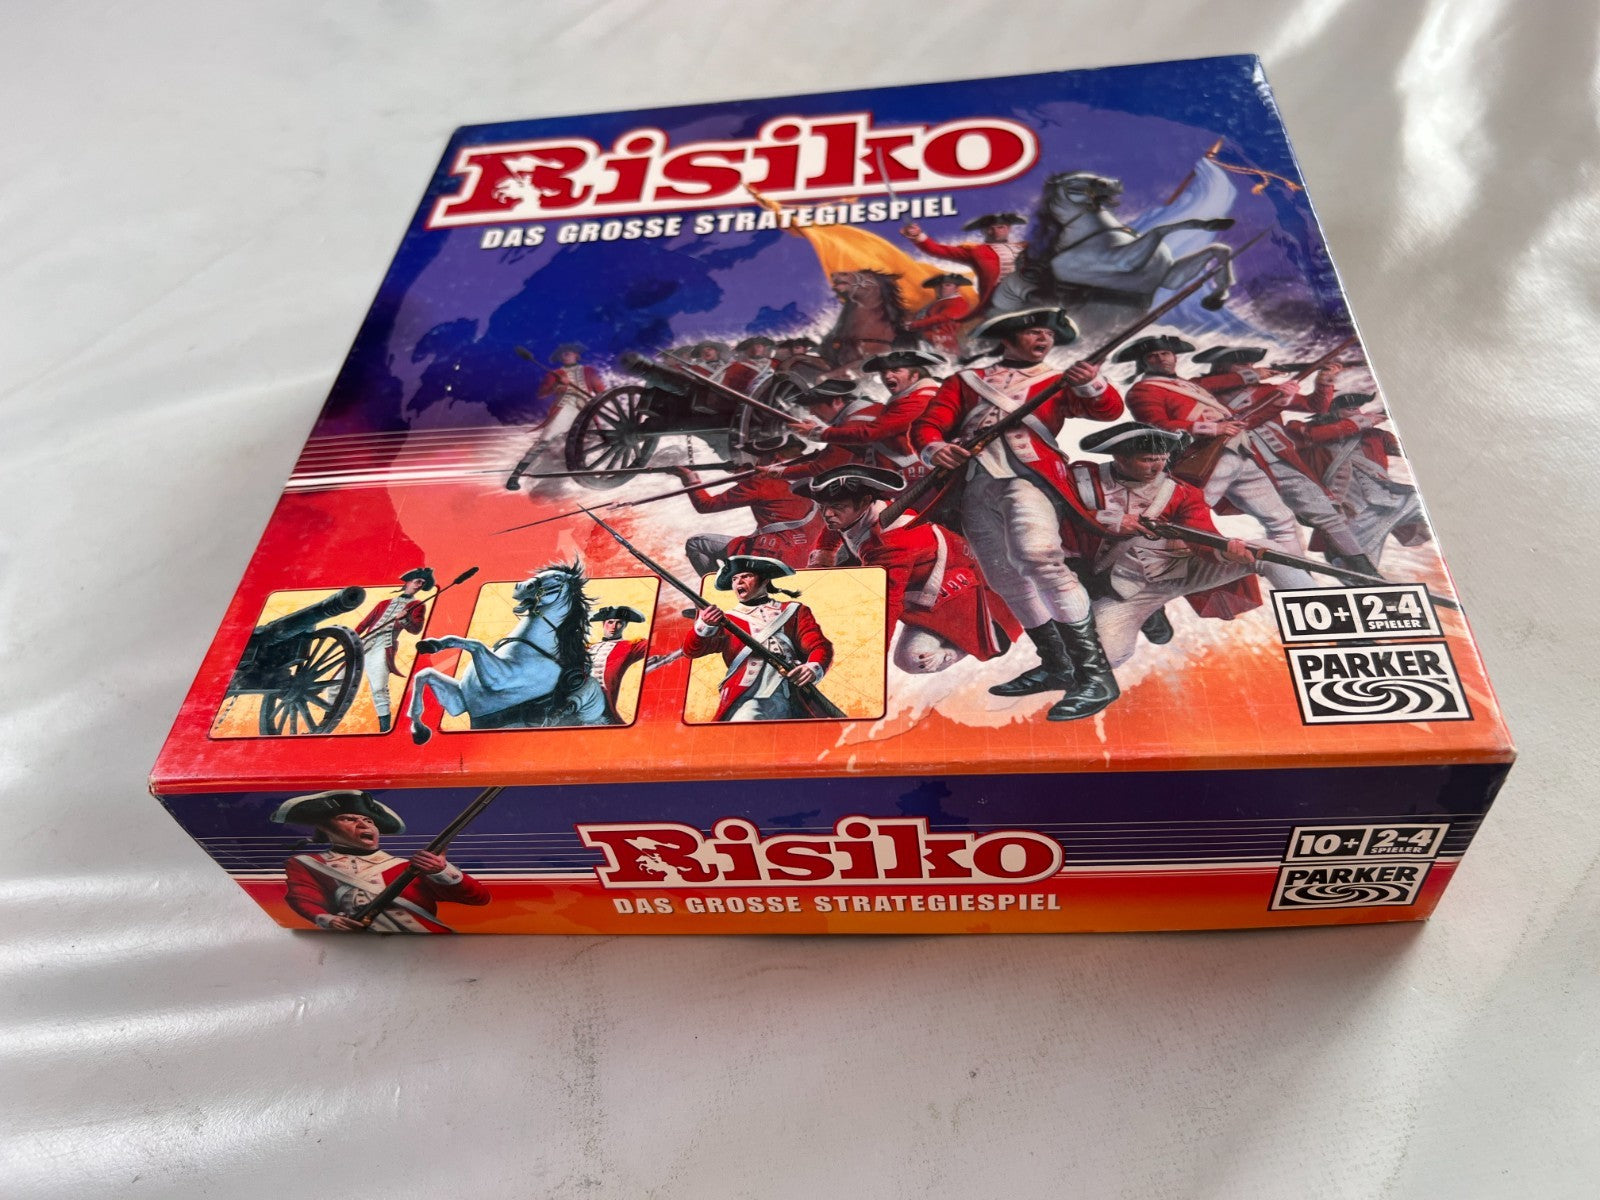 Risiko
DAS GROSSE STRATEGIESPIEL
10+
2-4
SPIELER
PARKER
Risiko
DAS GROSSE STRATEGIESPIEL
10+
2-4
SPIELER
PARKER